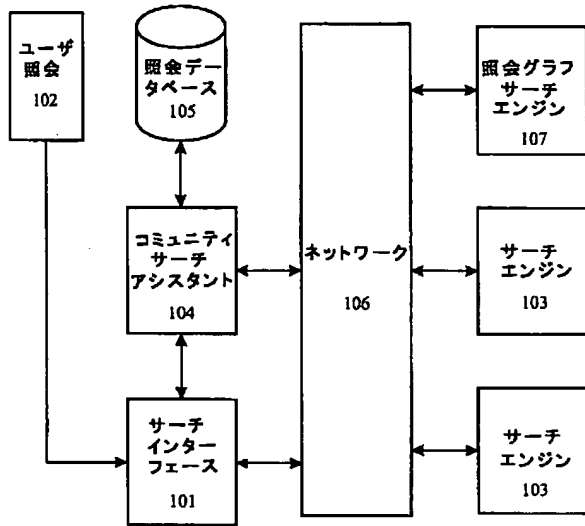 ユーザ
照会
102
照会デー
タベース
105
コミュニティ
サーチ
アシスタント
104
サーチ
インター
フェース
101
ネットワーク
106
照会グラフ
サーチ
エンジン
107
サーチ
エンジン
103
サーチ
エンジン
103